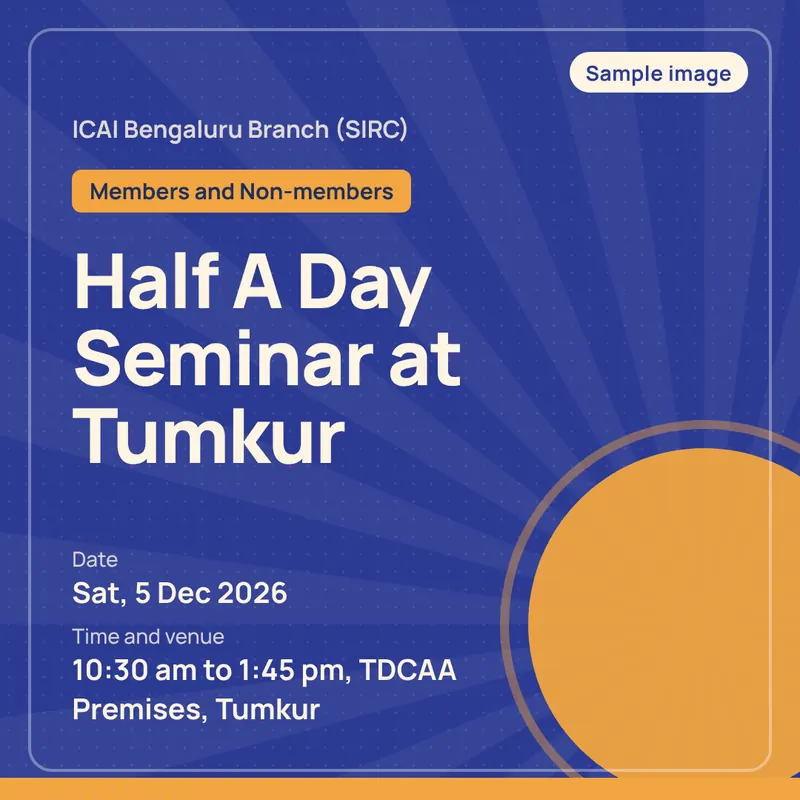 Sample image
ICAI Bengaluru Branch (SIRC)
Members and Non-members
Half A Day
Seminar at
Tumkur
Date
Sat, 5 Dec 2026
Time and venue
10:30 am to 1:45 pm, TDCAA
Premises, Tumkur